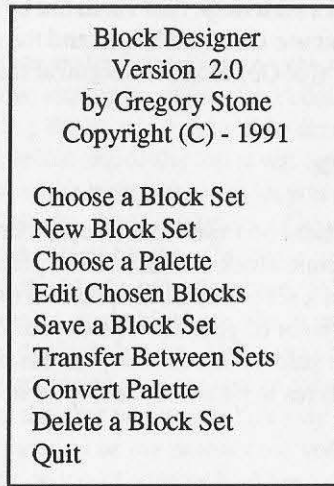 Block Designer
Version 2.0
by Gregory Stone
Copyright (C) - 1991
Choose a Block Set
New Block Set
Choose a Palette
Edit Chosen Blocks
Save a Block Set
Transfer Between Sets
Convert Palette
Delete a Block Set
Quit